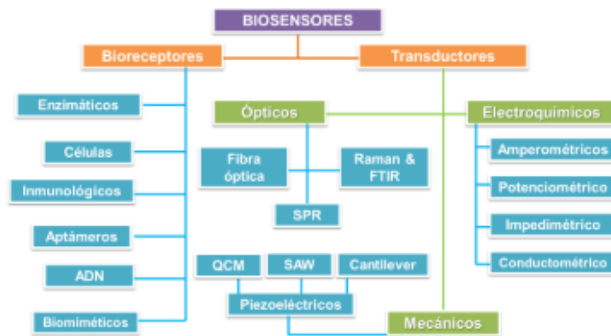 BIOSENSORES
Bioreceptores
Transductores
Enzimáticos
Células
Inmunológicos
Aptámeros
ADN
Biomiméticos
Ópticos
Fibra
óptica
Raman &
FTIR
SPR
Electroquímicos
Amperométricos
Potenciométrico
Impedimétrico
Conductométrico
QCM
SAW
Cantilever
Piezoeléctricos
Mecánicos